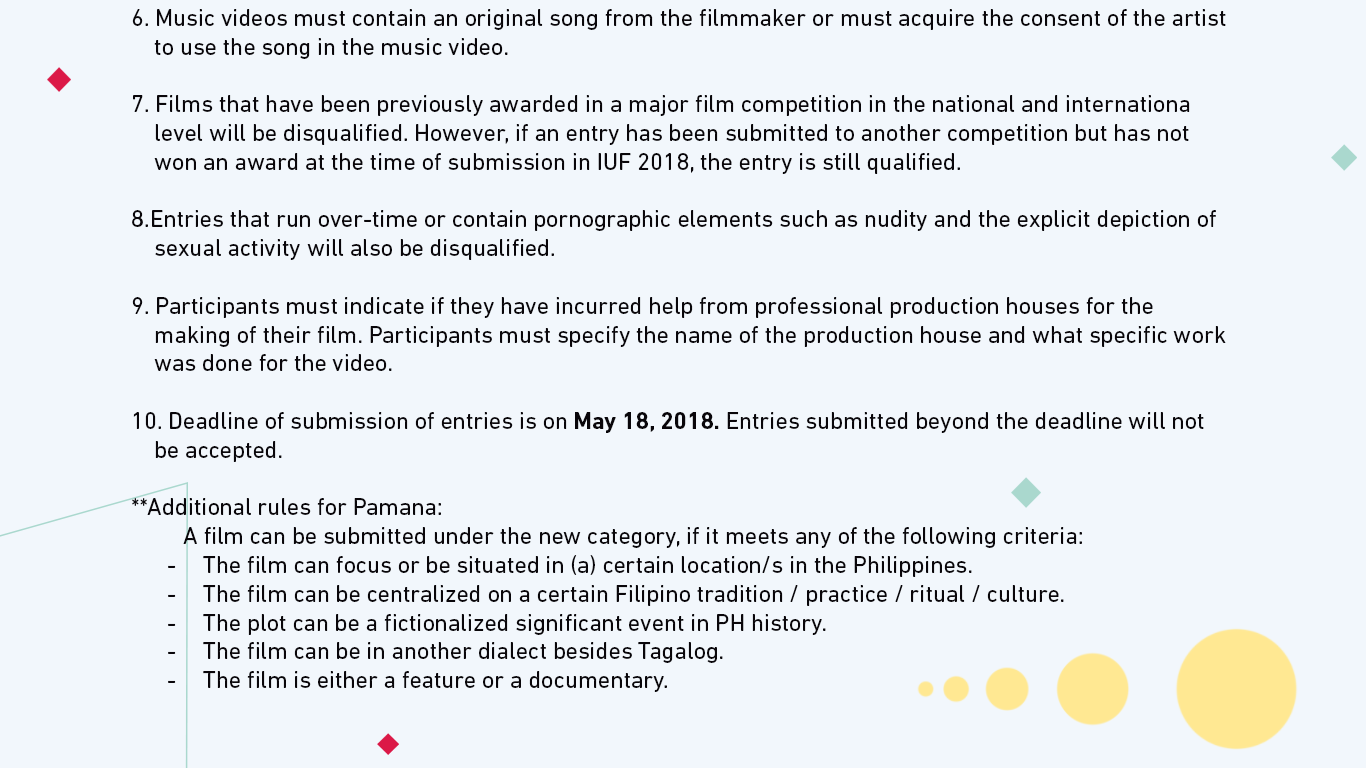 6. Music videos must contain an original song from the filmmaker or must acquire the consent of the artist
to use the song in the music video.
7. Films that have been previously awarded in a major film competition in the national and internationa
level will be disqualified. However, if an entry has been submitted to another competition but has not
won an award at the time of submission in IUF 2018, the entry is still qualified.
8.Entries that run over-time or contain pornographic elements such as nudity and the explicit depiction of
sexual activity will also be disqualified.
9. Participants must indicate if they have incurred help from professional production houses for the
making of their film. Participants must specify the name of the production house and what specific work
was done for the video.
10. Deadline of submission of entries is on May 18, 2018. Entries submitted beyond the deadline will not
be accepted.
**Additional rules for Pamana:
A film can be submitted under the new category, if it meets any of the following criteria:
- The film can focus or be situated in (a) certain location/s in the Philippines.
- The film can be centralized on a certain Filipino tradition / practice / ritual / culture.
- The plot can be a fictionalized significant event in PH history.
- The film can be in another dialect besides Tagalog.
- The film is either a feature or a documentary.